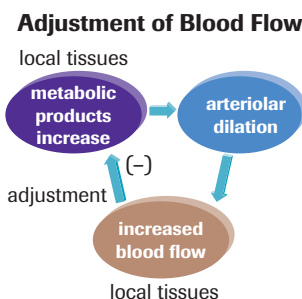 Adjustment of Blood Flow
local tissues
metabolic
products
increase
arteriolar
dilation
(–)
adjustment
increased
blood flow
local tissues